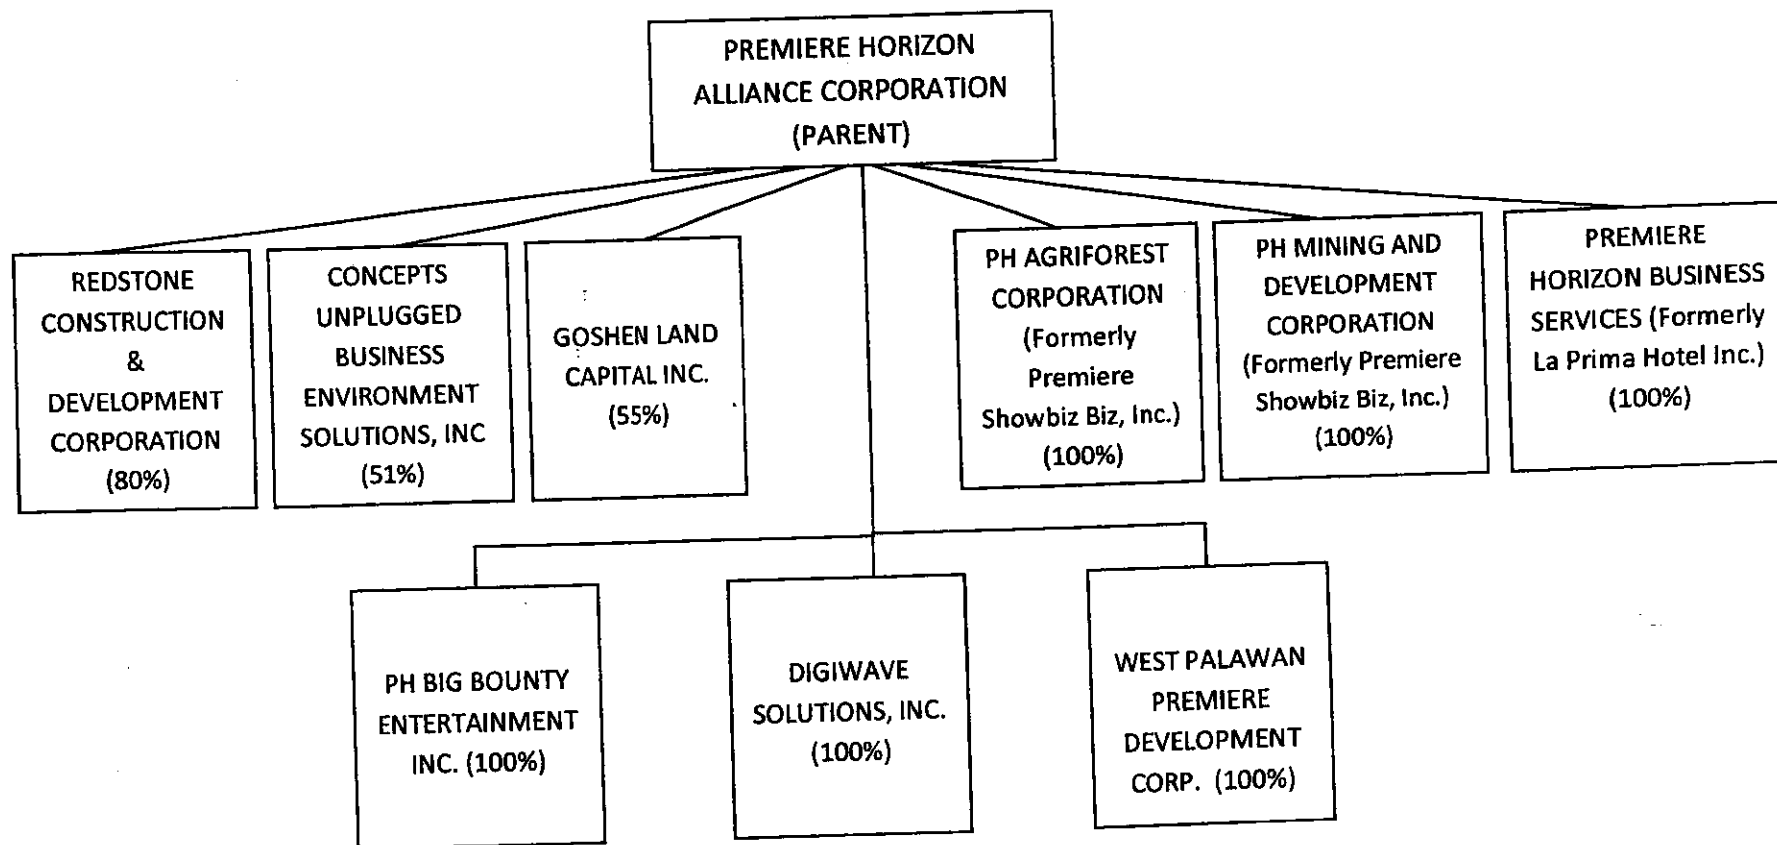 PREMIERE HORIZON
ALLIANCE CORPORATION
(PARENT)
REDSTONE
CONSTRUCTION
&
DEVELOPMENT
CORPORATION
(80%)
CONCEPTS
UNPLUGGED
BUSINESS
ENVIRONMENT
SOLUTIONS, INC
(51%)
GOSHEN LAND
CAPITAL INC.
(55%)
PH AGRIFOREST
CORPORATION
(Formerly
Premiere
Showbiz Biz, Inc.)
(100%)
PH MINING AND
DEVELOPMENT
CORPORATION
(Formerly Premiere
Showbiz Biz, Inc.)
(100%)
PREMIERE
HORIZON BUSINESS
SERVICES (Formerly
La Prima Hotel Inc.)
(100%)
PH BIG BOUNTY
ENTERTAINMENT
INC. (100%)
DIGIWAVE
SOLUTIONS, INC.
(100%)
WEST PALAWAN
PREMIERE
DEVELOPMENT
CORP. (100%)